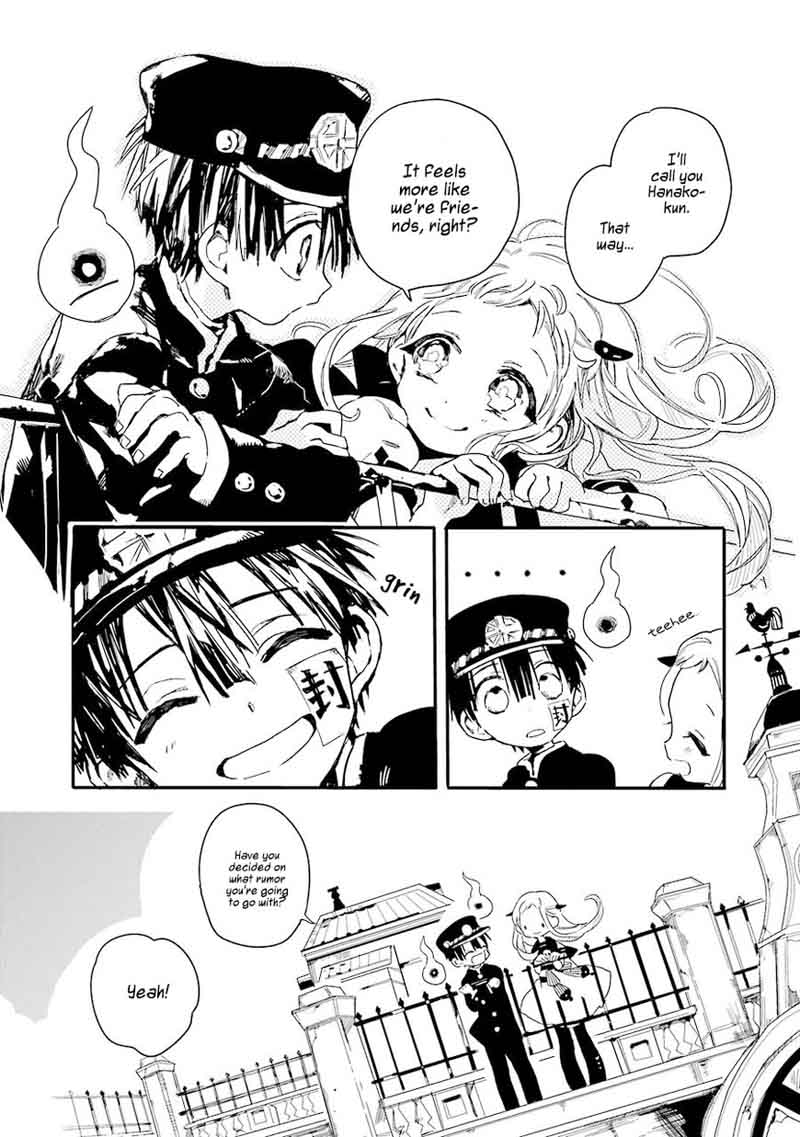 I'll
call you
Hanako-
kun.
That
way...
It feels
more like
we're frie-
nds, right?
teehee
封
grin
封
Have you
decided on
what rumor
you're going
to go with?
Yeah!